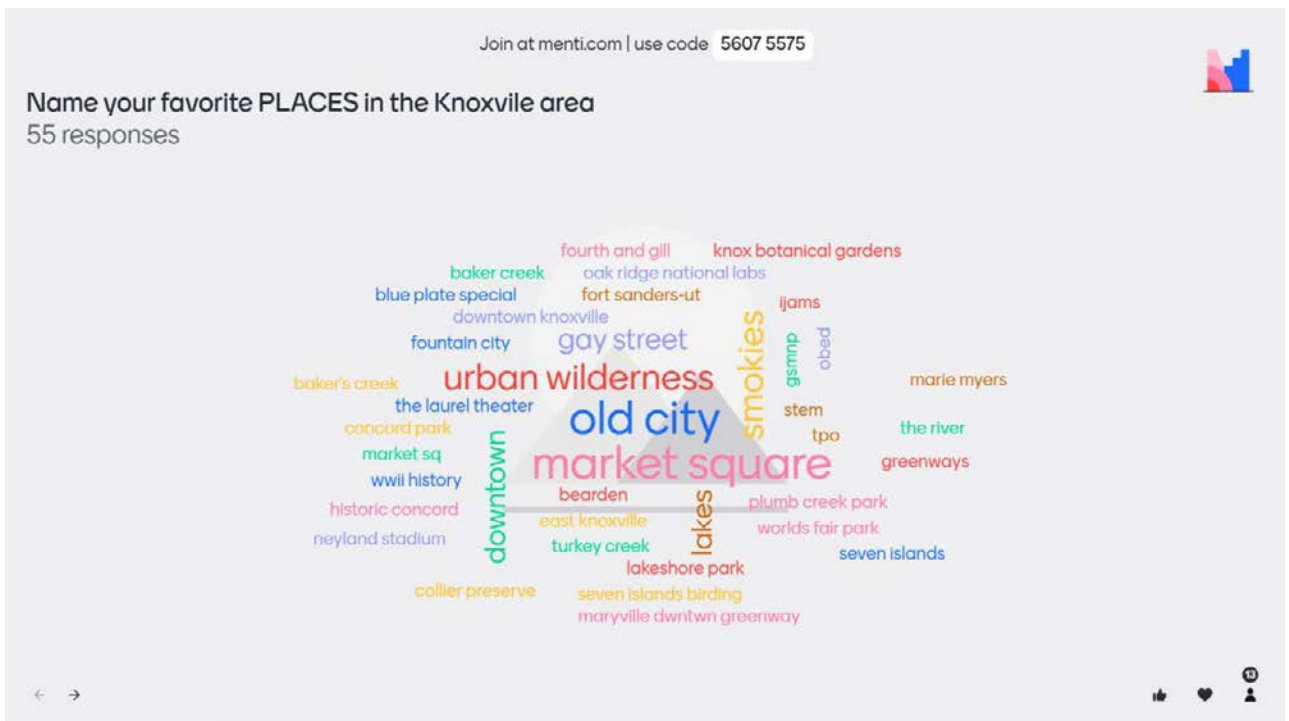 Join at menti.com | use code 5607 5575
Name your favorite PLACES in the Knoxvile area
55 responses
fourth and gill
knox botanical gardens
baker creek
oak ridge national labs
blue plate special
fort sanders-ut
ijams
downtown knoxville
smokies
fountain city
gay street
gsmnp
obed
baker's creek
urban wilderness
marie myers
the laurel theater
old city
stem
concord park
tpo
the river
market sq
downtown
market square
greenways
wwii history
bearden
lakes
plumb creek park
historic concord
east knoxville
worlds fair park
neyland stadium
turkey creek
seven islands
lakeshore park
collier preserve
seven islands birding
maryville dwntwn greenway
13